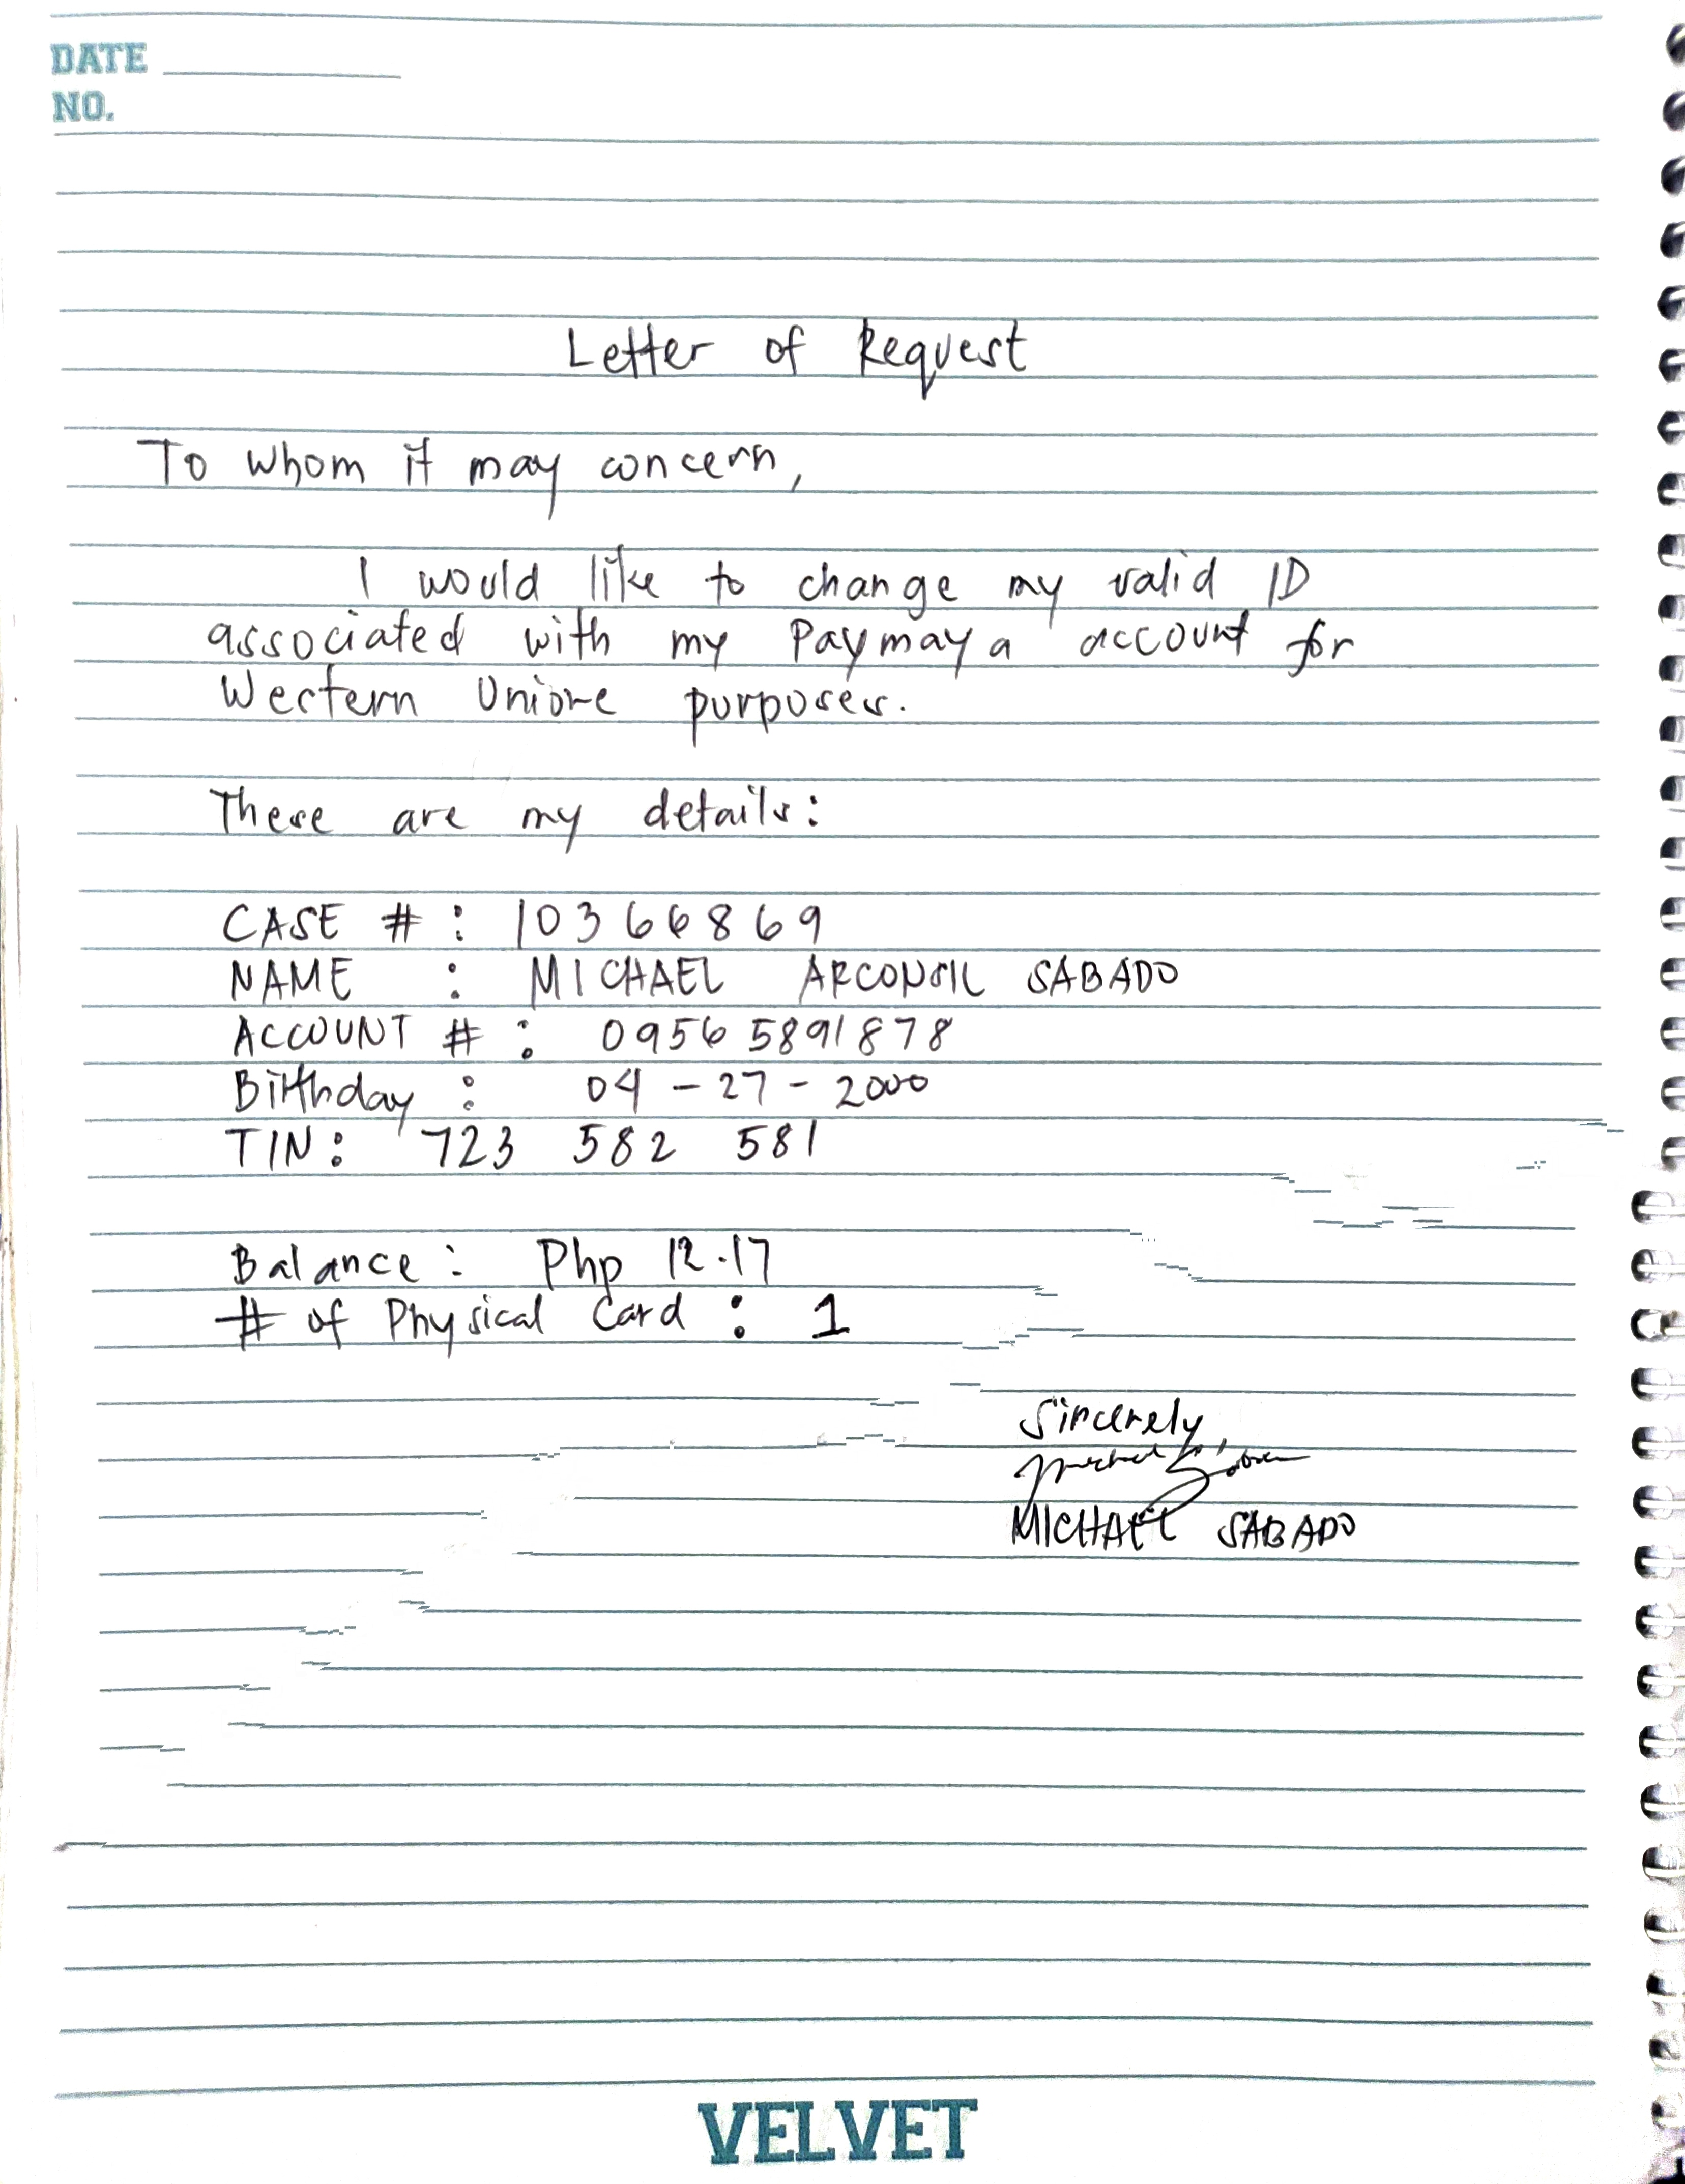 DATE
NO.
Letter of Request
To whom it may concern,
I would like to change my valid ID
associated with my Paymaya account for
Western Unione purposes.
These are my details:
CASE # : 10366869
NAME : MICHAEL ARCONSIL SABADO
ACCOUNT # : 09565891878
Birthday : 04 - 27 - 2000
TIN: 723 582 581
Balance: Php 12.17
# of Physical Card : 1
Sincerely,
MICHAEL SABADO
VELVET